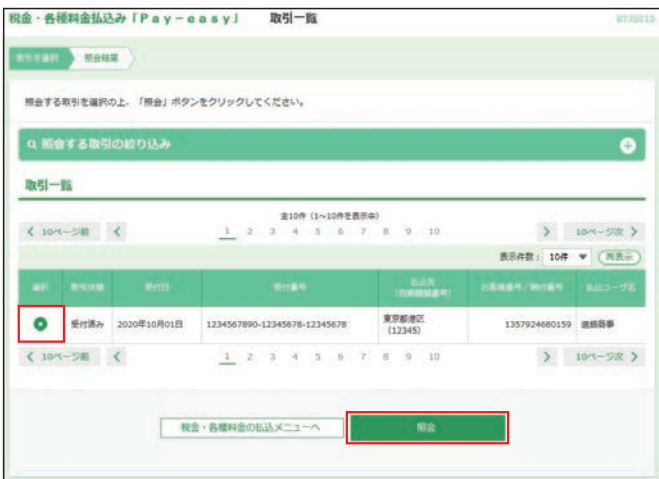 税金・各種料金払込み「Pay-easy」 取引一覧 BTJS015
取引を選択 照会結果
照会する取引を選択の上、「照会」ボタンをクリックしてください。
照会する取引の絞り込み
取引一覧
全10件（1～10件を表示中）
10ページ前 1 2 3 4 5 6 7 8 9 10 10ページ次
表示件数： 10件 再表示
選択 取引状態 受付日 受付番号 払込先 お客様番号／納付番号 払込ユーザ名
（収納機関番号）
受付済み 2020年10月01日 1234567890-12345678-12345678 東京都港区 1357924680159 道銀商事
（12345）
10ページ前 1 2 3 4 5 6 7 8 9 10 10ページ次
税金・各種料金の払込メニューへ 照会